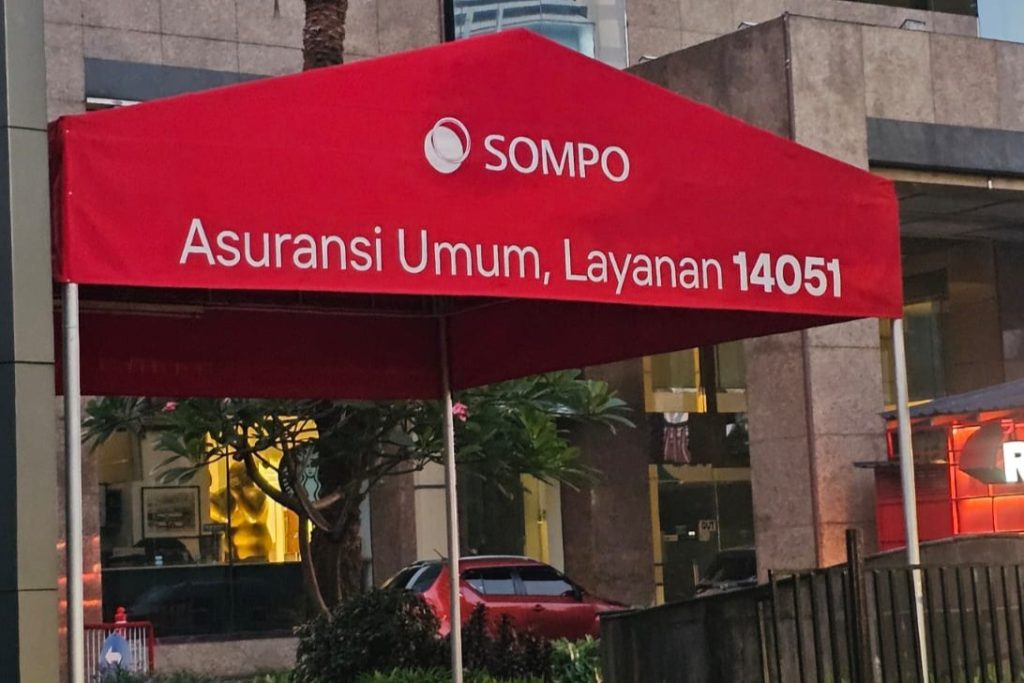 SOMPO
Asuransi Umum, Layanan 14051